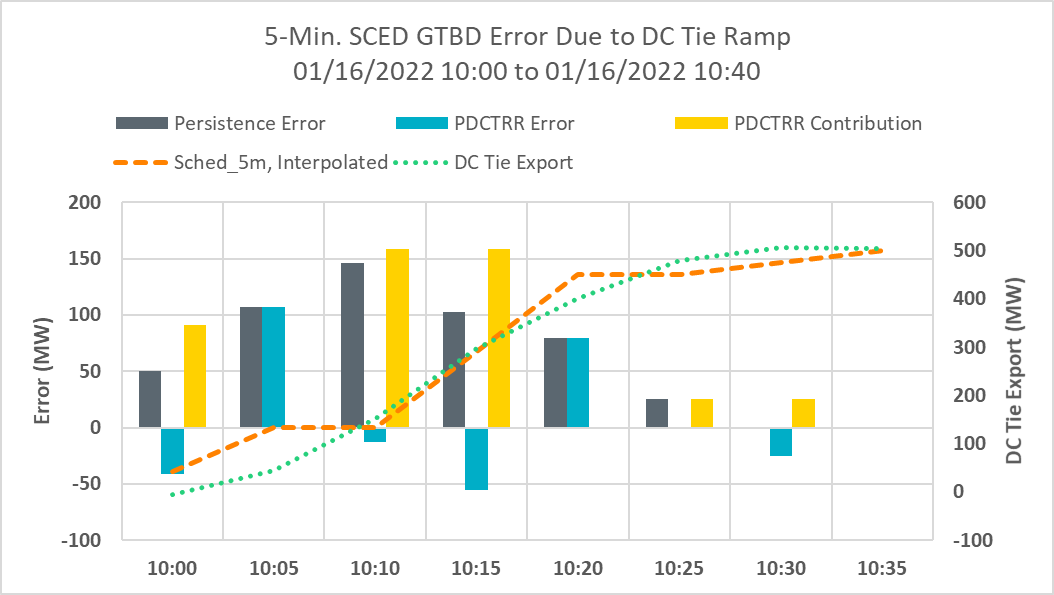 5-Min. SCED GTBD Error Due to DC Tie Ramp
01/16/2022 10:00 to 01/16/2022 10:40
Persistence Error PDCTRR Error PDCTRR Contribution
Sched_5m, Interpolated DC Tie Export
200 600
150 500
100 400
50 300
0 200
-50 100
-100 0
-100
Error (MW)
DC Tie Export (MW)
10:00 10:05 10:10 10:15 10:20 10:25 10:30 10:35